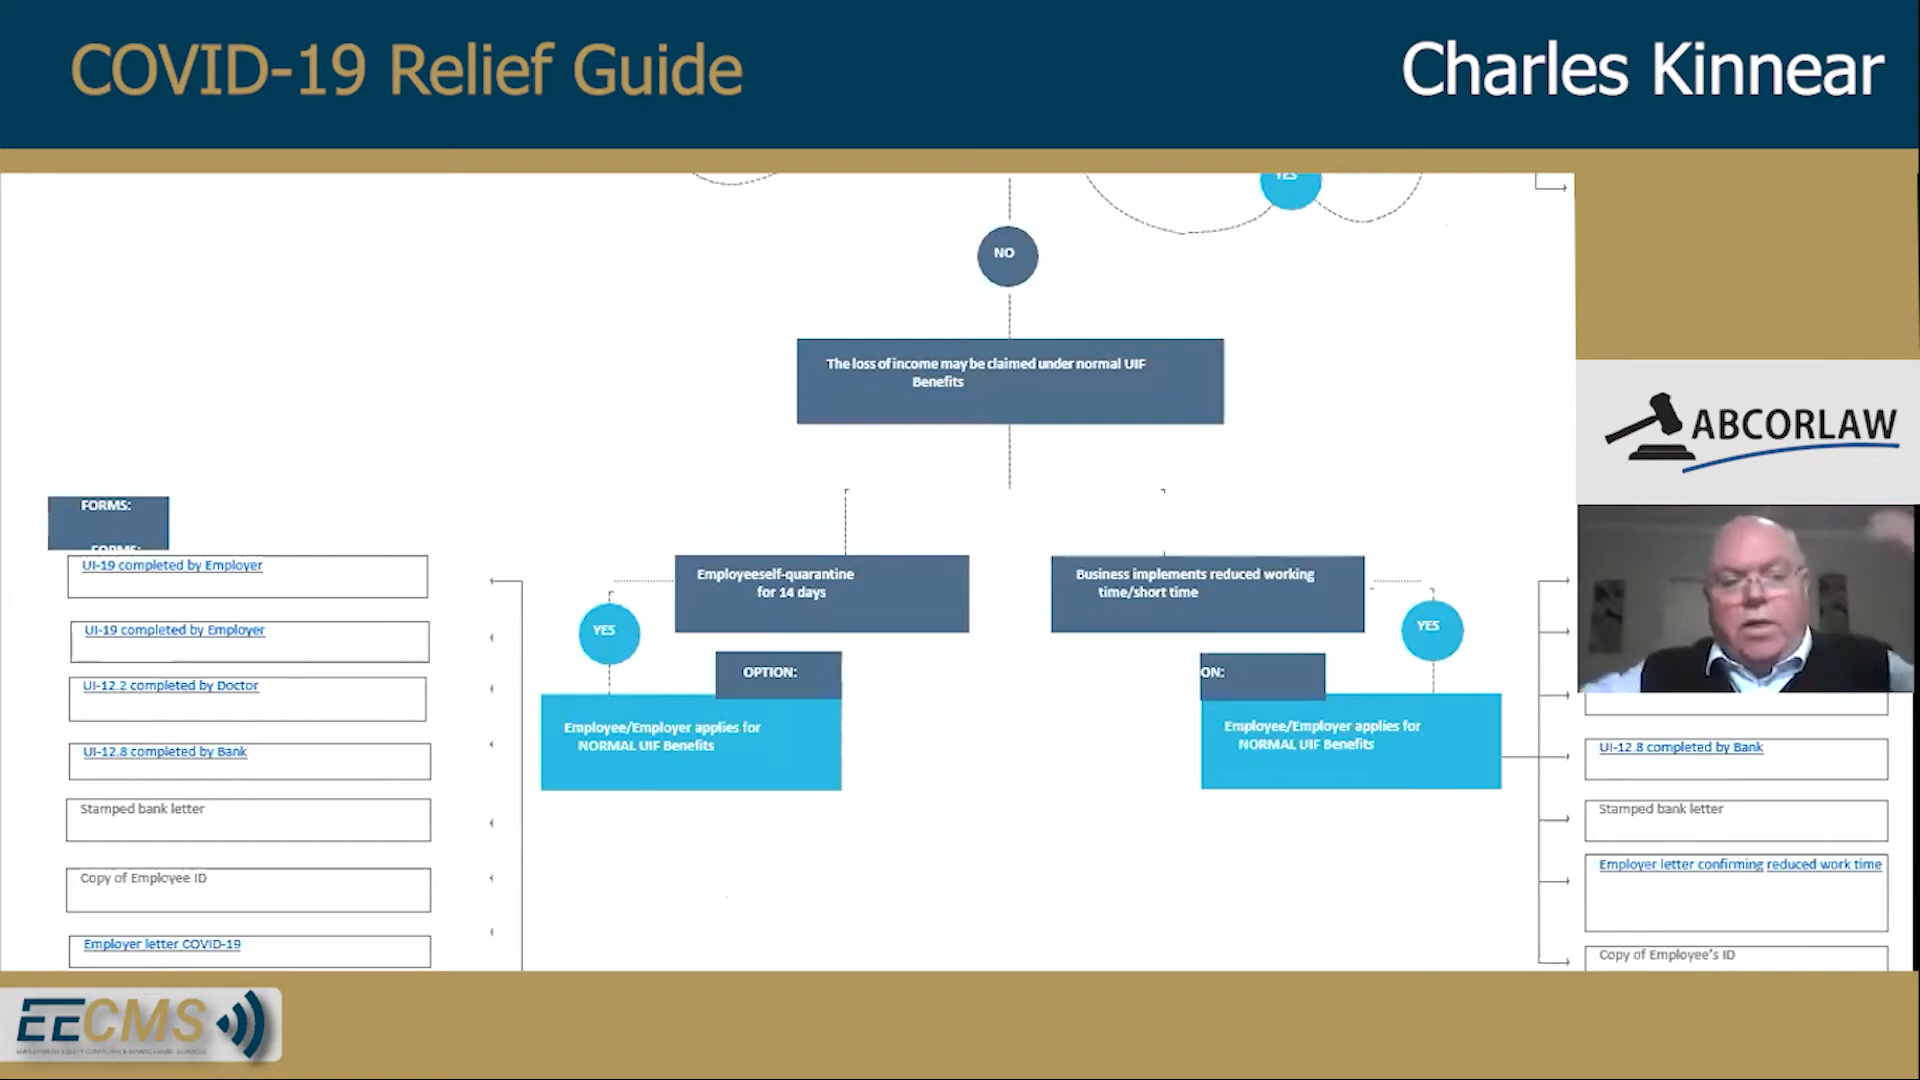 COVID-19 Relief Guide
Charles Kinnear
YES
NO
The loss of income may be claimed under normal UIF
Benefits
ABCORLAW
FORMS:
FORMS:
UI-19 completed by Employer
UI-19 completed by Employer
UI-12.2 completed by Doctor
UI-12.8 completed by Bank
Stamped bank letter
Copy of Employee ID
Employer letter COVID-19
Employeeself-quarantine
for 14 days
YES
OPTION:
Employee/Employer applies for
NORMAL UIF Benefits
Business implements reduced working
time/short time
YES
ON:
Employee/Employer applies for
NORMAL UIF Benefits
UI-12.8 completed by Bank
Stamped bank letter
Employer letter confirming reduced work time
Copy of Employee's ID
EECMS